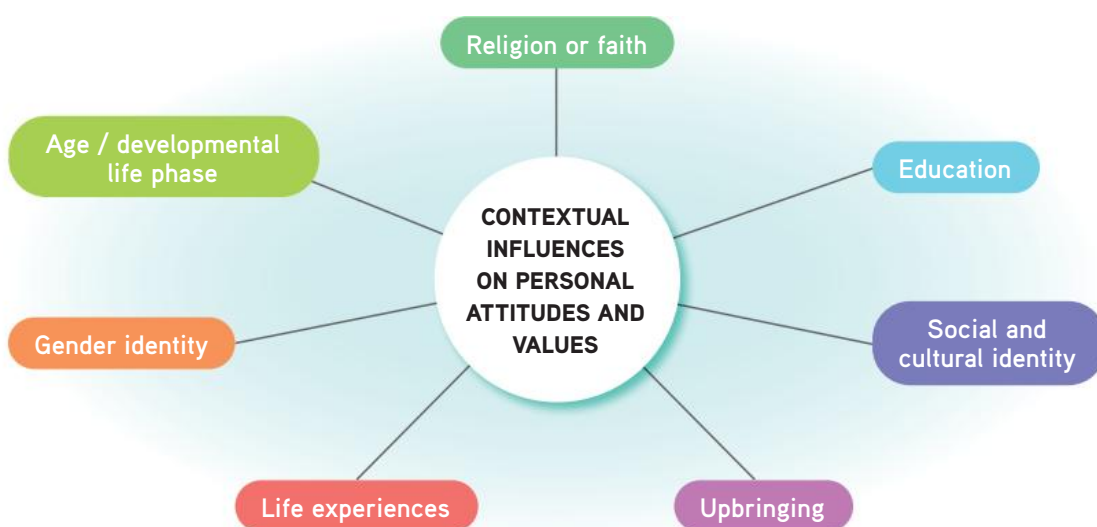 Religion or faith
Age / developmental
life phase
Education
CONTEXTUAL
INFLUENCES
ON PERSONAL
ATTITUDES AND
VALUES
Gender identity
Social and
cultural identity
Life experiences
Upbringing